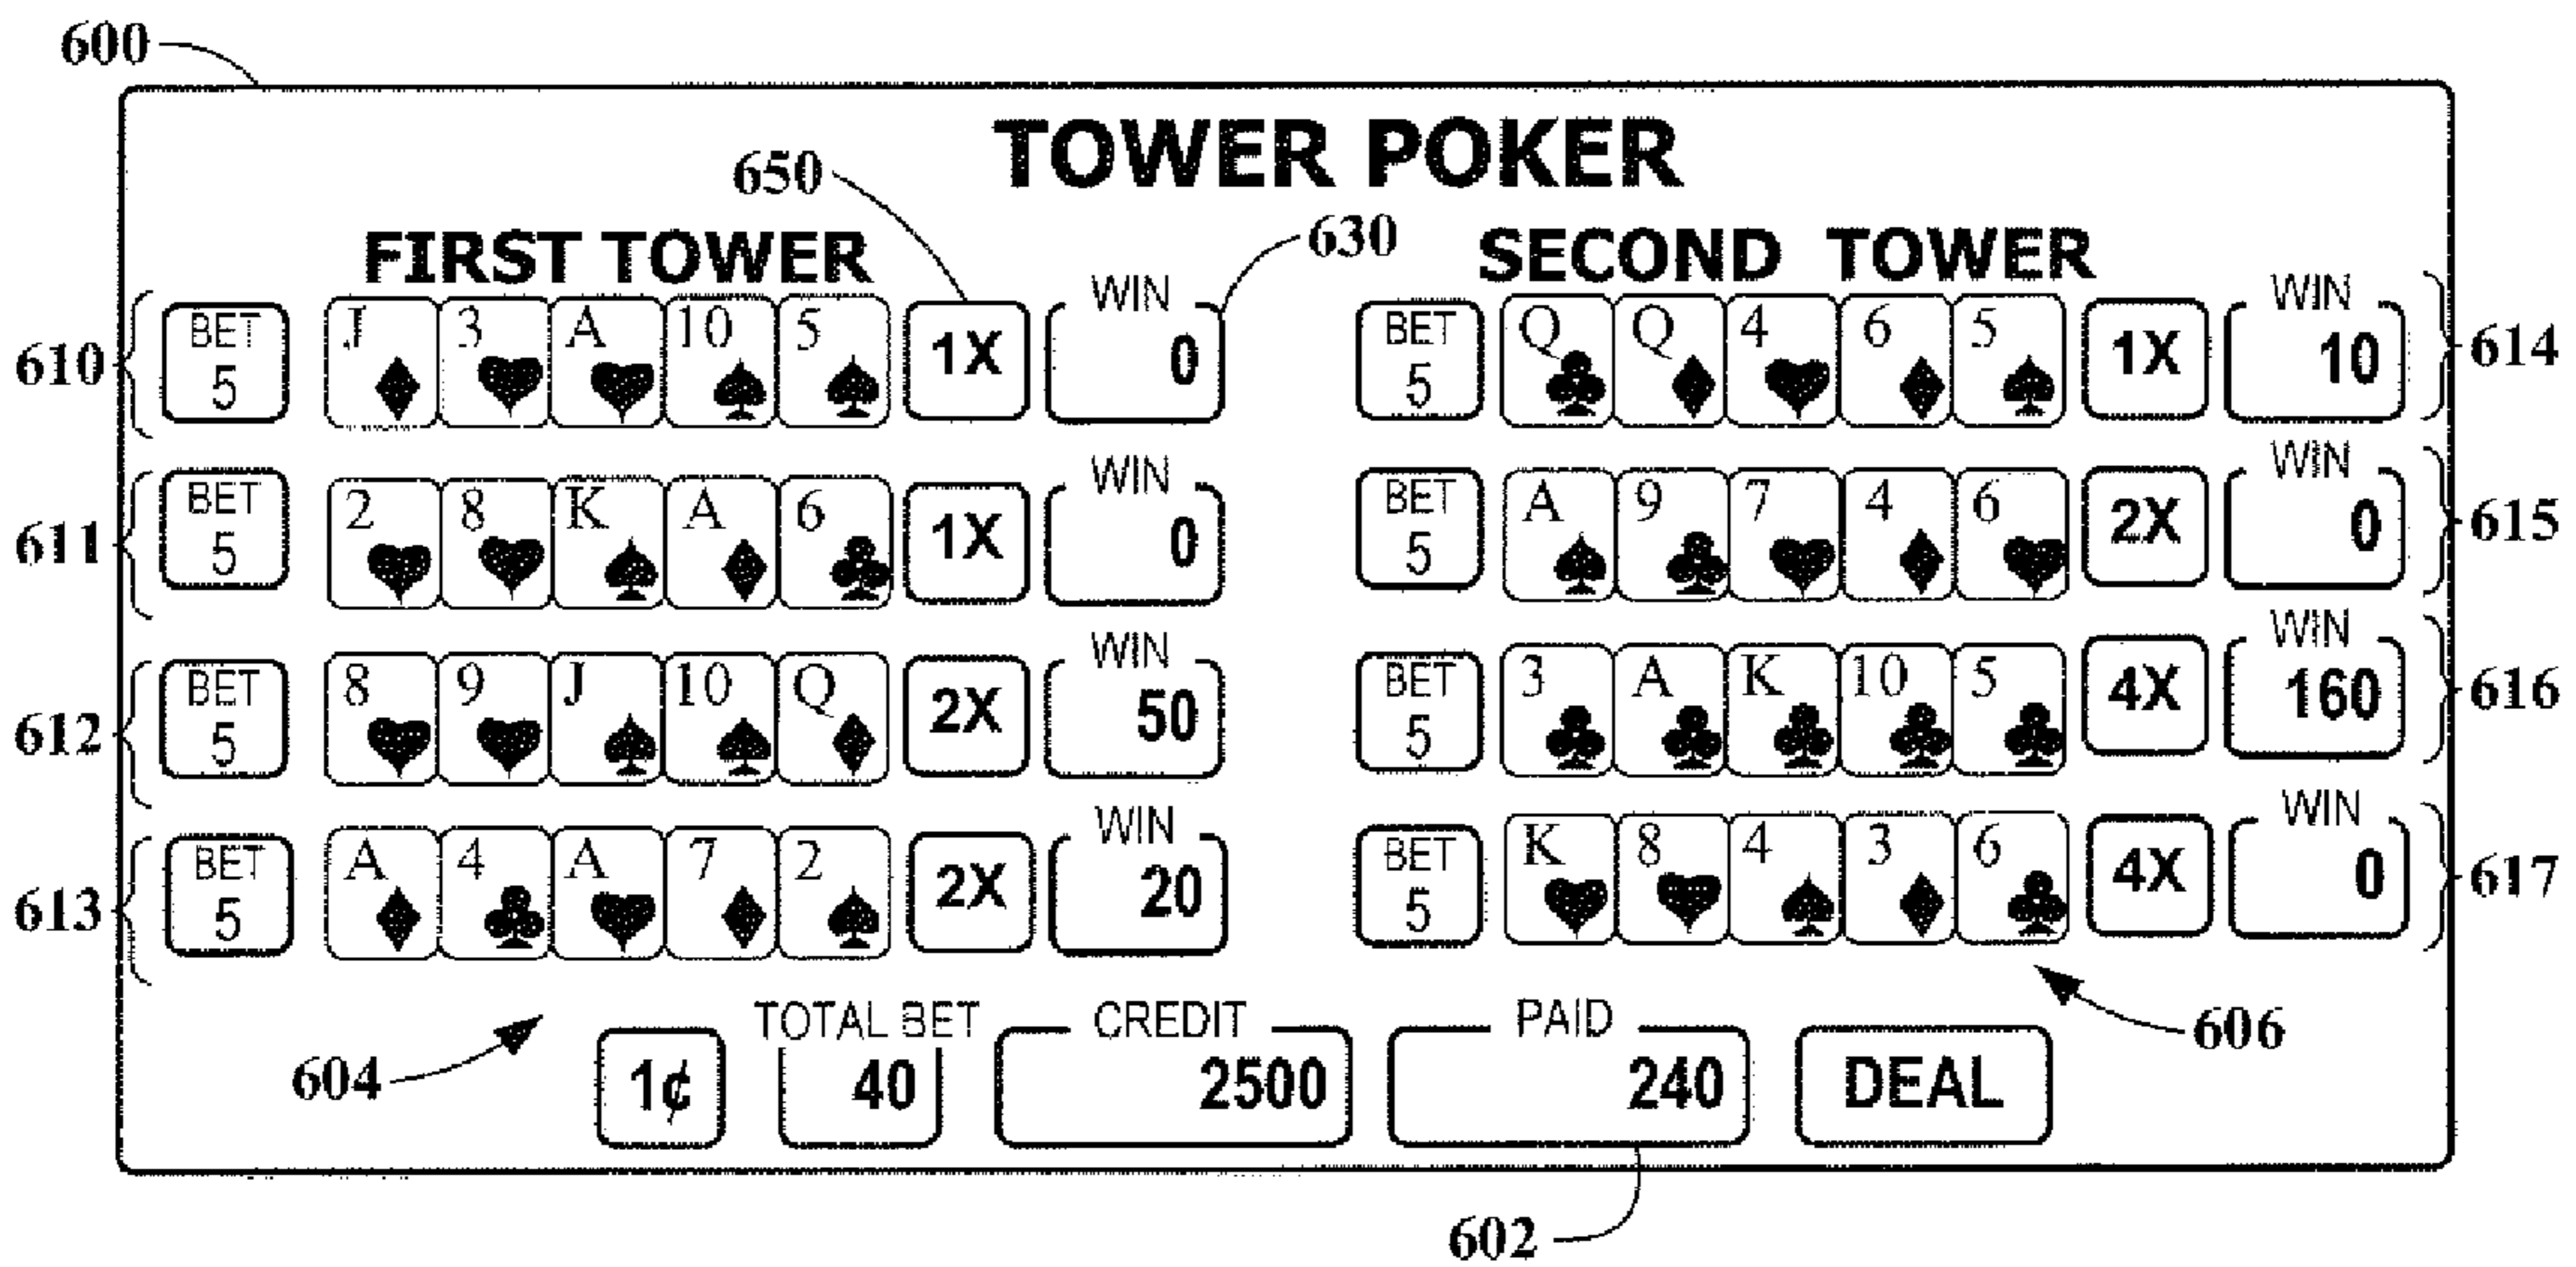 600
TOWER POKER
650
630
FIRST TOWER
SECOND TOWER
610 BET 5 J 3 A 10 5 1X WIN 0
BET 5 Q Q 4 6 5 1X WIN 10 614
611 BET 5 2 8 K A 6 1X WIN 0
BET 5 A 9 7 4 6 2X WIN 0 615
612 BET 5 8 9 J 10 Q 2X WIN 50
BET 5 3 A K 10 5 4X WIN 160 616
613 BET 5 A 4 A 7 2 2X WIN 20
BET 5 K 8 4 3 6 4X WIN 0 617
604
606
TOTAL BET CREDIT PAID
1¢ 40 2500 240 DEAL
602